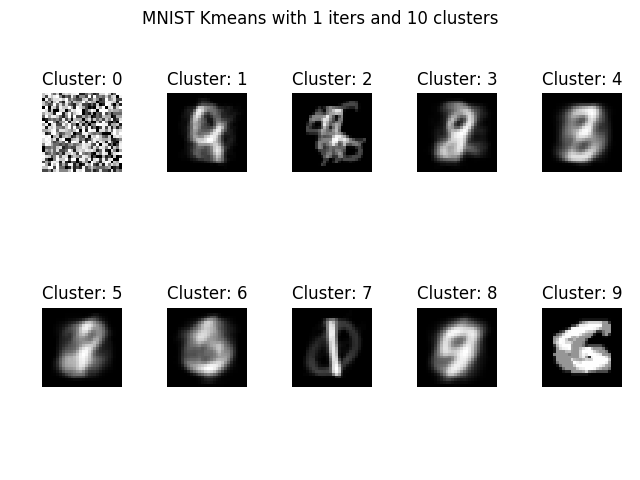 MNIST Kmeans with 1 iters and 10 clusters
Cluster: 0 Cluster: 1 Cluster: 2 Cluster: 3 Cluster: 4
Cluster: 5 Cluster: 6 Cluster: 7 Cluster: 8 Cluster: 9